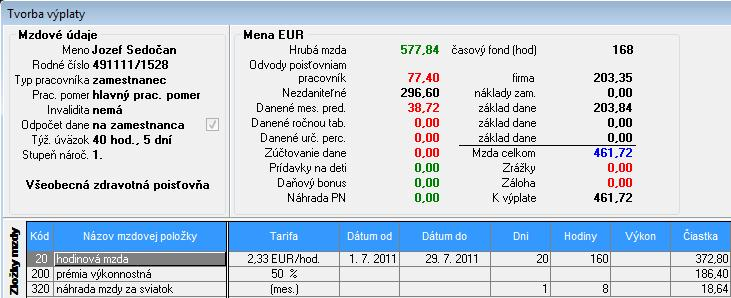 Tvorba výplaty
Mzdové údaje
Meno Jozef Sedočan
Rodné číslo 491111/1528
Typ pracovníka zamestnanec
Prac. pomer hlavný prac. pomer
Invalidita nemá
Odpočet dane na zamestnanca
Týž. úväzok 40 hod., 5 dní
Stupeň nároč. 1.
Všeobecná zdravotná poisťovňa
Mena EUR
Hrubá mzda 577,84 časový fond (hod) 168
Odvody poisťovniam
pracovník 77,40 firma 203,35
Nezdaniteľné 296,60 náklady zam. 0,00
Danené mes. pred. 38,72 základ dane 203,84
Danené ročnou tab. 0,00 základ dane 0,00
Danené urč. perc. 0,00 základ dane 0,00
Zúčtovanie dane 0,00 Mzda celkom 461,72
Prídavky na deti 0,00 Zrážky 0,00
Daňový bonus 0,00 Záloha 0,00
Náhrada PN 0,00 K výplate 461,72
Zložky mzdy
Kód Názov mzdovej položky Tarifa Dátum od Dátum do Dni Hodiny Výkon Čiastka
20 hodinová mzda 2,33 EUR/hod. 1. 7. 2011 29. 7. 2011 20 160 372,80
200 prémia výkonnostná 50 % 186,40
320 náhrada mzdy za sviatok (mes.) 1 8 18,64